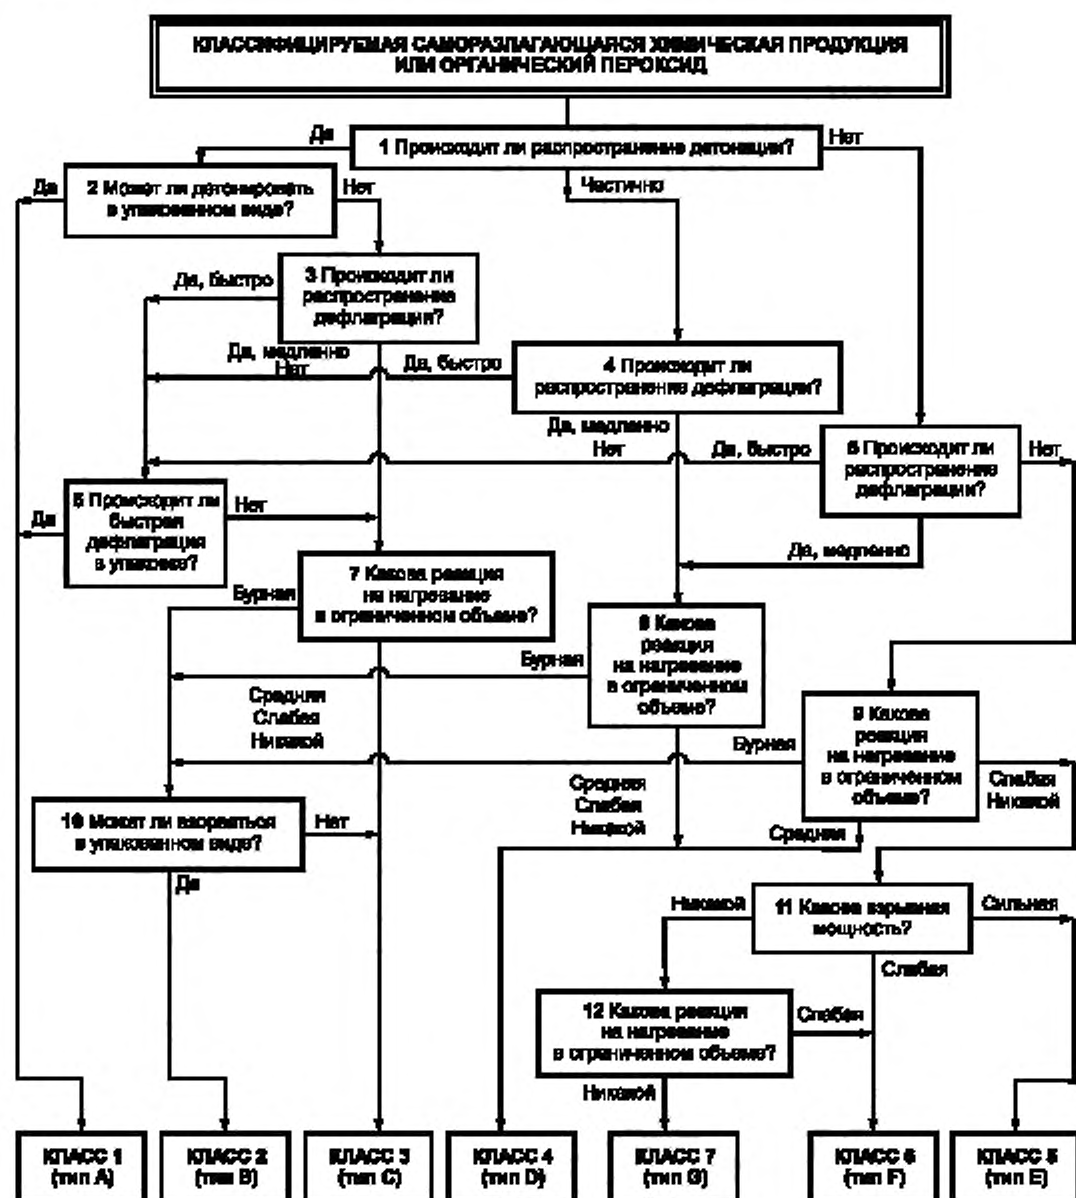 КЛАССИФИЦИРУЕМАЯ САМОРАЗЛАГАЮЩАЯСЯ ХИМИЧЕСКАЯ ПРОДУКЦИЯ
ИЛИ ОРГАНИЧЕСКИЙ ПЕРОКСИД
Да
1 Происходит ли распространение детонации?
Нет
Да
2 Может ли детонировать
в упакованном виде?
Нет
Частично
Да, быстро
3 Происходит ли
распространение
дефлаграции?
Да, медленно
Нет
Да, быстро
4 Происходит ли
распространение дефлаграции?
Да, медленно
Нет
Да, быстро
6 Происходит ли
распространение
дефлаграции?
Нет
Да
5 Происходит ли
быстрая
дефлаграция
в упаковке?
Нет
Да, медленно
Бурная
7 Какова реакция
на нагревание
в ограниченном объеме?
Бурная
8 Какова
реакция
на нагревание
в ограниченном
объеме?
Средняя
Слабая
Никакой
Бурная
9 Какова
реакция
на нагревание
в ограниченном
объеме?
Слабая
Никакой
10 Может ли взорваться
в упакованном виде?
Нет
Средняя
Слабая
Никакой
Средняя
Да
Никакой
11 Какова взрывная
мощность?
Сильная
Слабая
12 Какова реакция
на нагревание
в ограниченном объеме?
Слабая
Никакой
КЛАСС 1
(тип A)
КЛАСС 2
(тип B)
КЛАСС 3
(тип C)
КЛАСС 4
(тип D)
КЛАСС 7
(тип G)
КЛАСС 6
(тип F)
КЛАСС 5
(тип E)